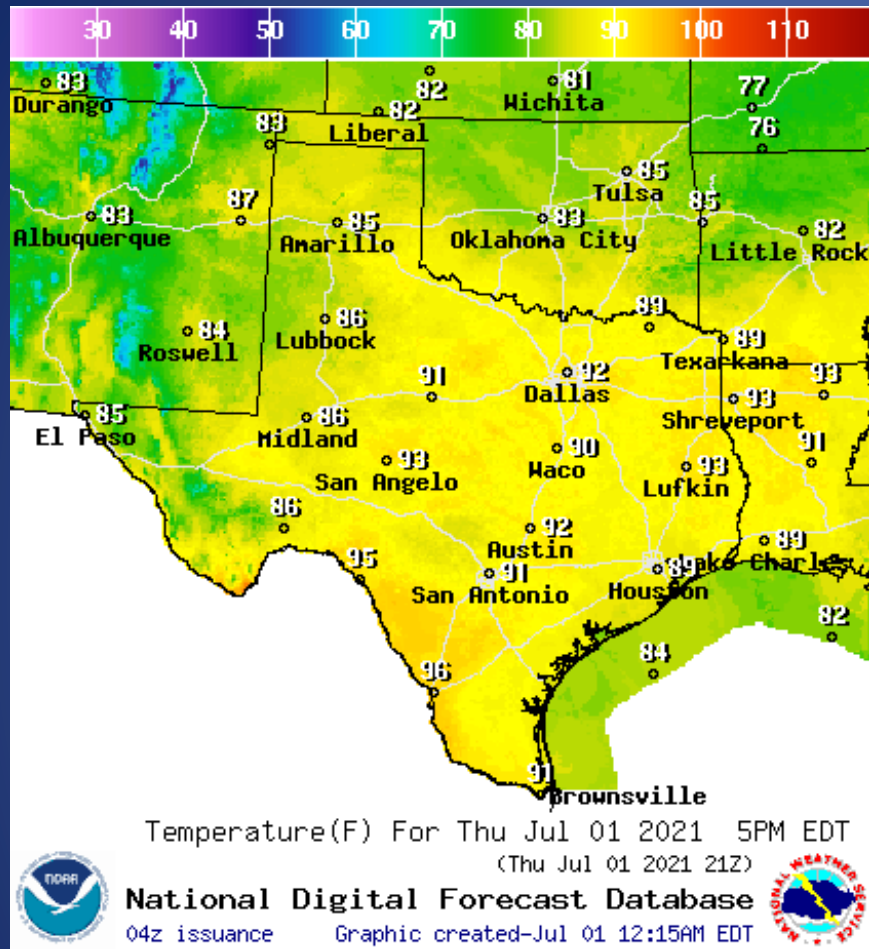 30 40 50 60 70 80 90 100 110
83
Durango
82
82
Liberal
81
Wichita
77
76
83
85
Tulsa
83
Albuquerque
87
85
Amarillo
83
Oklahoma City
85
82
Little Rock
84
Roswell
86
Lubbock
89
89
Texarkana
91
92
Dallas
93
Shreveport
93
85
El Paso
86
Midland
93
San Angelo
90
Waco
93
Lufkin
91
86
92
Austin
89
95
91
San Antonio
89
Houston
82
84
96
91
Brownsville
Temperature(F) For Thu Jul 01 2021 5PM EDT
(Thu Jul 01 2021 21Z)
NOAA
NATIONAL WEATHER SERVICE
National Digital Forecast Database
04z issuance Graphic created-Jul 01 12:15AM EDT